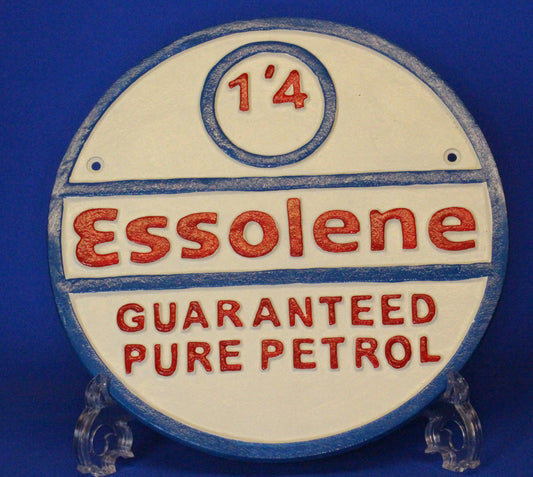 1'4
Essolene
GUARANTEED
PURE PETROL